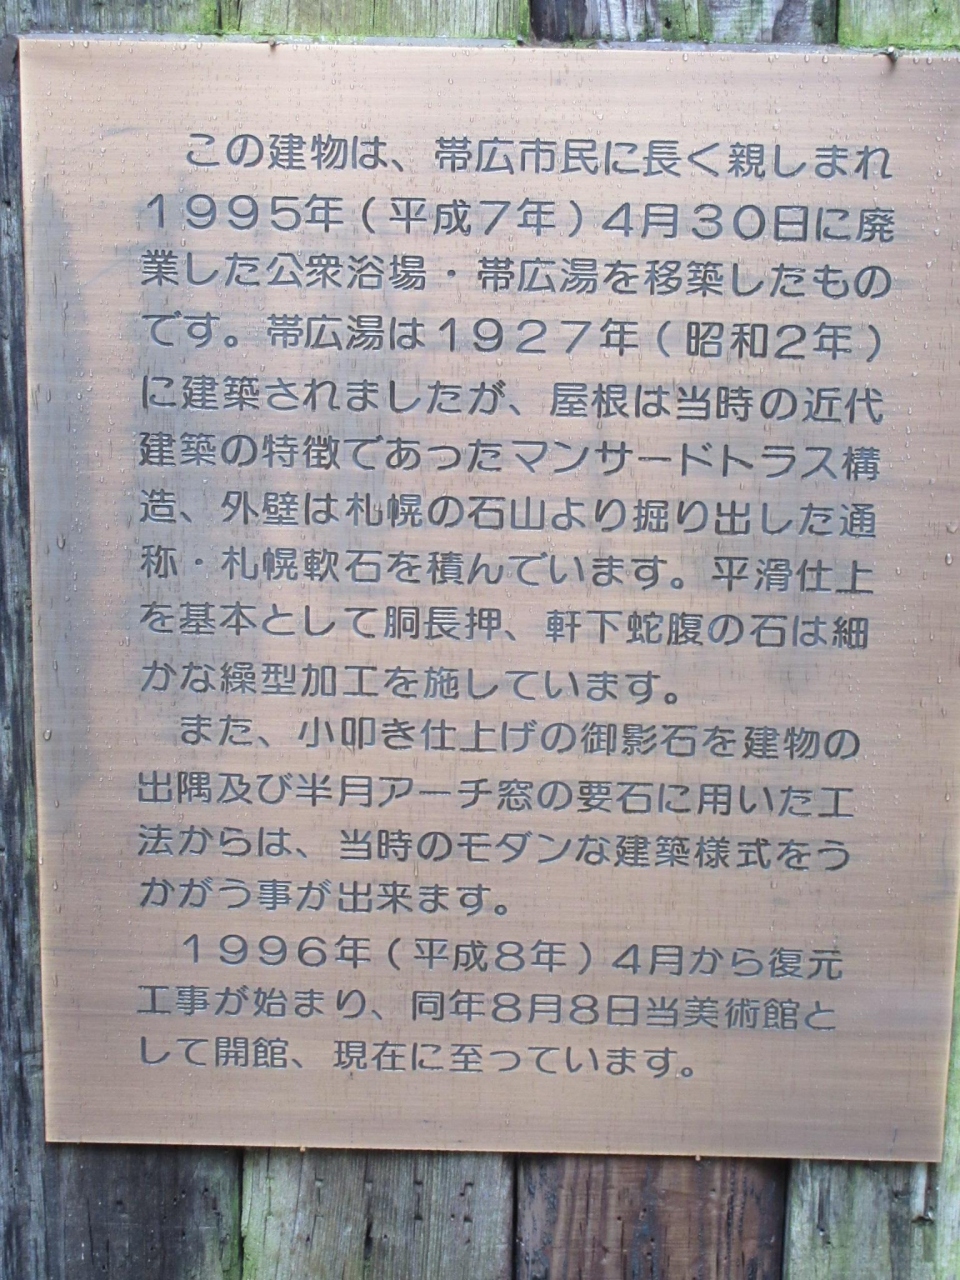 この建物は、帯広市民に長く親しまれ
１９９５年（平成７年）４月３０日に廃
業した公衆浴場・帯広湯を移築したもの
です。帯広湯は１９２７年（昭和２年）
に建築されましたが、屋根は当時の近代
建築の特徴であったマンサードトラス構
造、外壁は札幌の石山より掘り出した通
称・札幌軟石を積んでいます。平滑仕上
を基本として胴長押、軒下蛇腹の石は細
かな繰型加工を施しています。
また、小叩き仕上げの御影石を建物の
出隅及び半月アーチ窓の要石に用いた工
法からは、当時のモダンな建築様式をう
かがう事が出来ます。
１９９６年（平成８年）４月から復元
工事が始まり、同年８月８日当美術館と
して開館、現在に至っています。